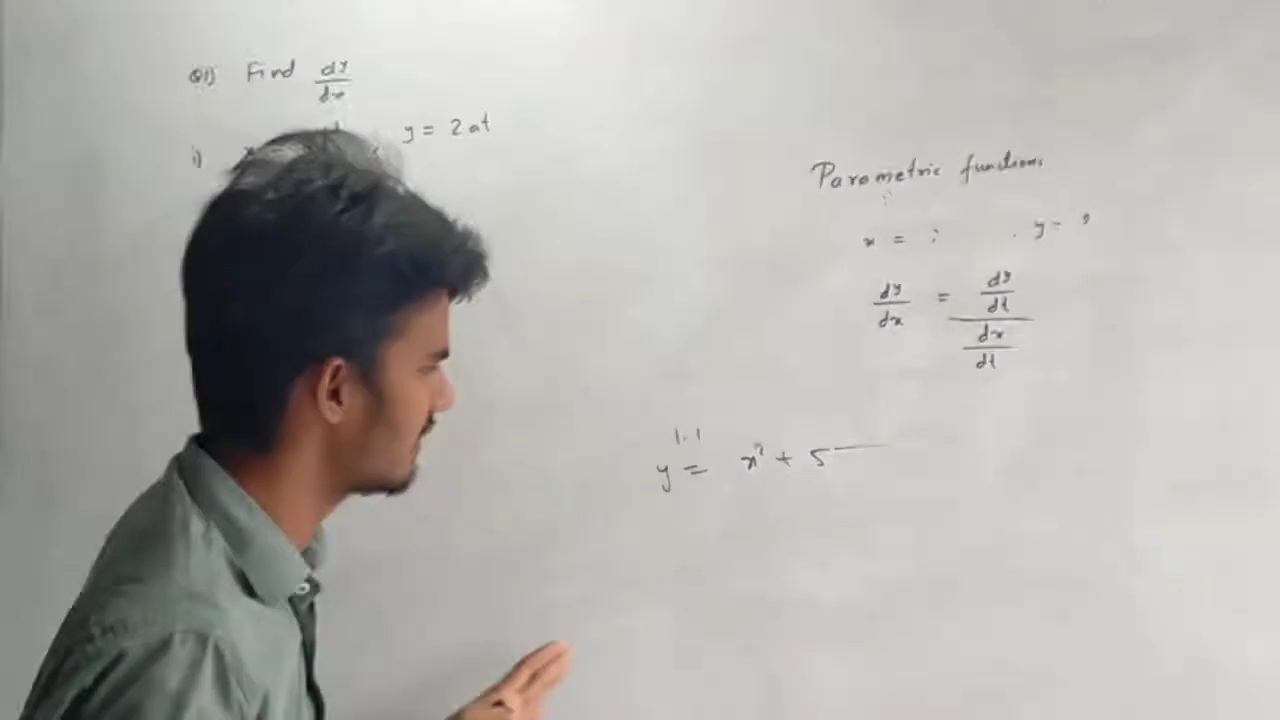 Q1) Find dy/dx
i) x y = 2at
Parametric functions
x = ? . y = ?
dy/dx = dy/dt / dx/dt
y = x² + 5